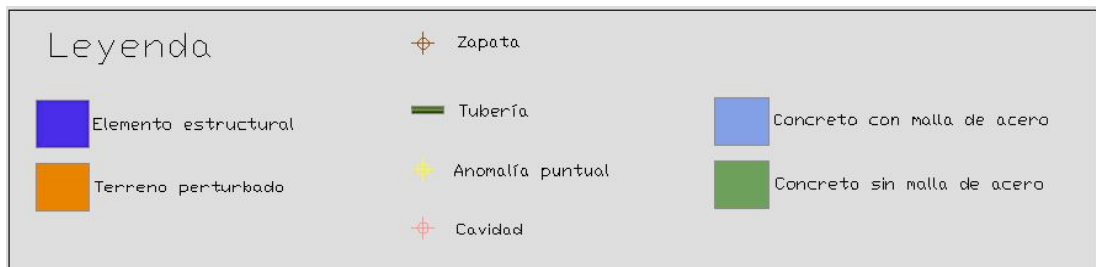 Leyenda
Elemento estructural
Terreno perturbado
Zapata
Tubería
Anomalía puntual
Cavidad
Concreto con malla de acero
Concreto sin malla de acero